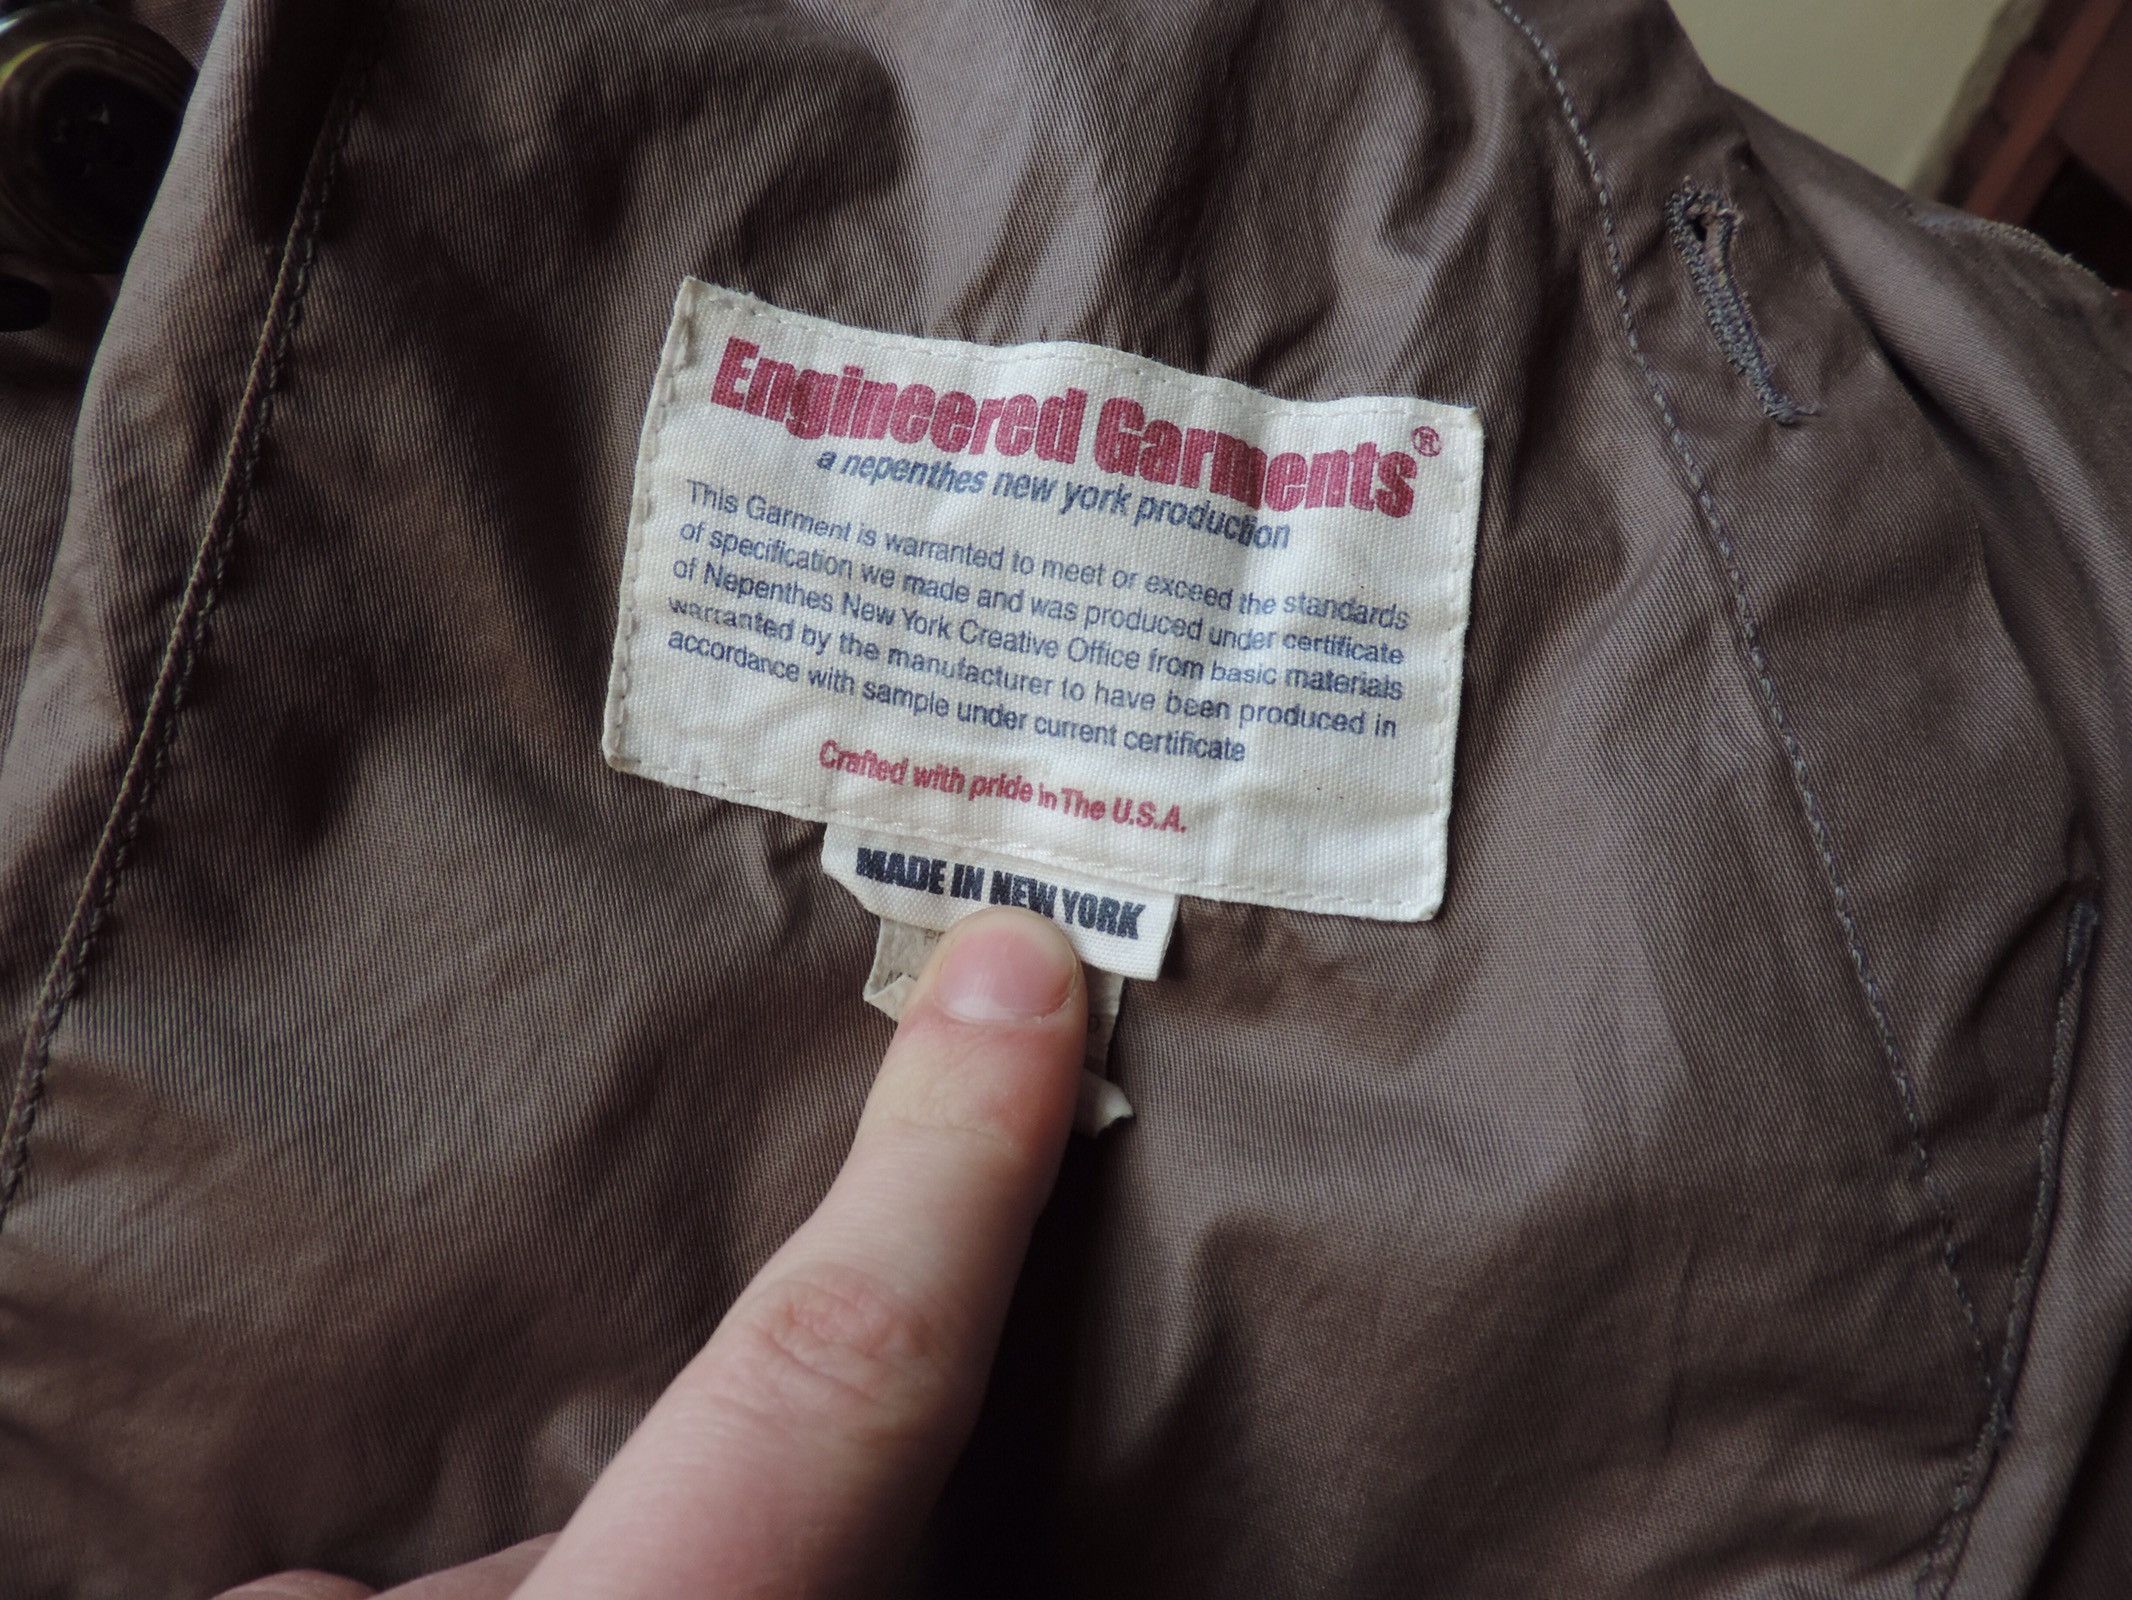 Engineered Garments®
a nepenthes new york production
This Garment is warranted to meet or exceed the standards
of specification we made and was produced under certificate
of Nepenthes New York Creative Office from basic materials
warranted by the manufacturer to have been produced in
accordance with sample under current certificate
Crafted with pride in The U.S.A.
MADE IN NEW YORK